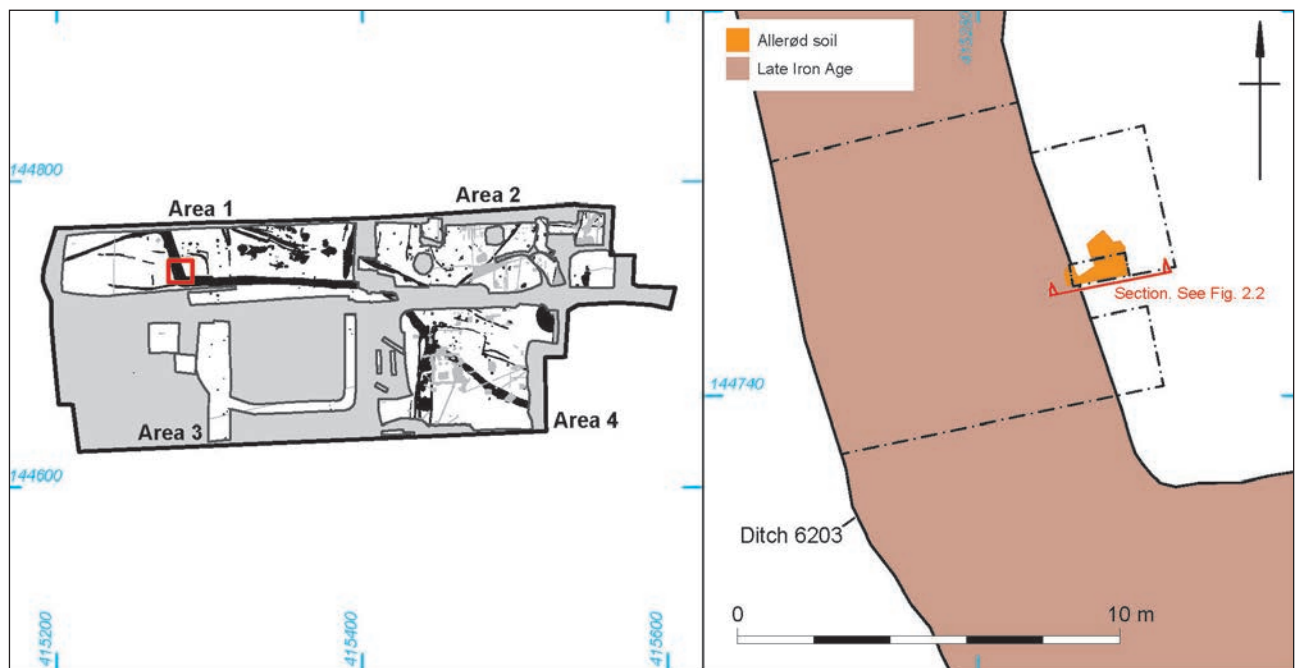 144800
Area 1
Area 2
Area 3
Area 4
144600
415200
415400
415600
Allerød soil
Late Iron Age
415280
Section. See Fig. 2.2
144740
Ditch 6203
0
10 m